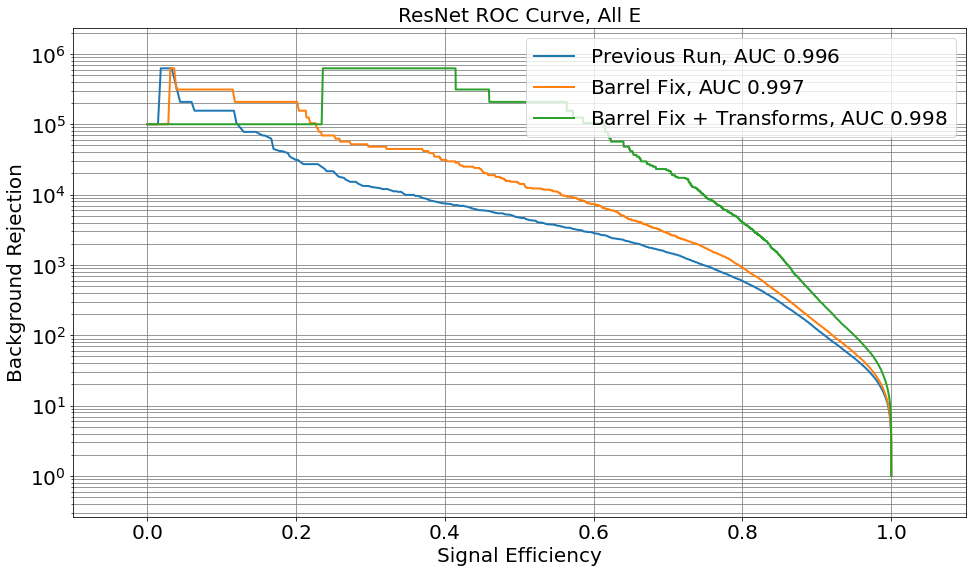 ResNet ROC Curve, All E
Previous Run, AUC 0.996
Barrel Fix, AUC 0.997
Barrel Fix + Transforms, AUC 0.998
Background Rejection
10⁶
10⁵
10⁴
10³
10²
10¹
10⁰
0.0 0.2 0.4 0.6 0.8 1.0
Signal Efficiency